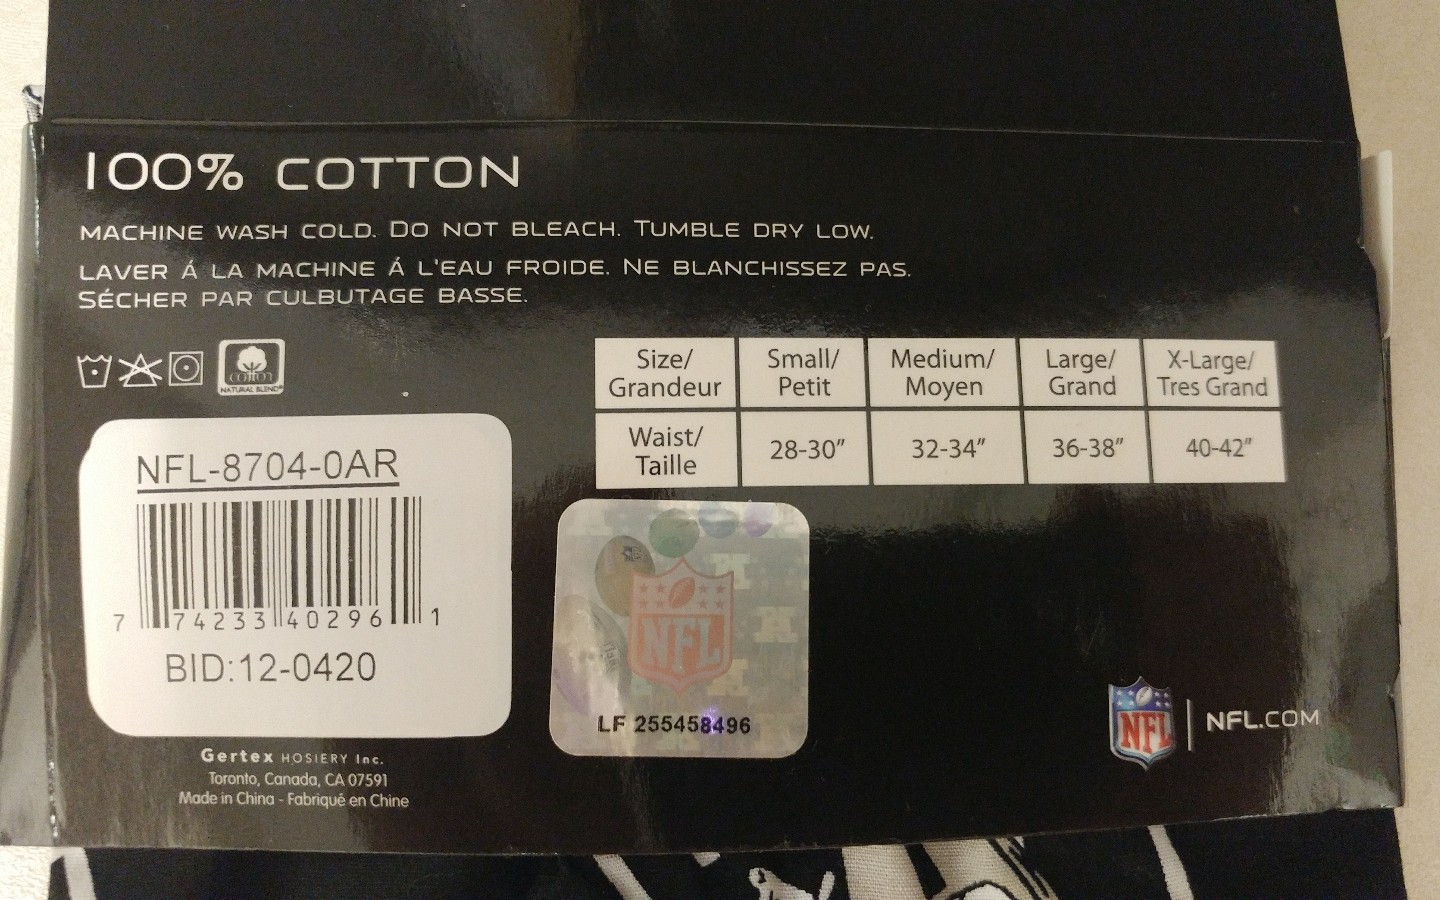 100% COTTON
MACHINE WASH COLD. DO NOT BLEACH. TUMBLE DRY LOW.
LAVER Á LA MACHINE Á L'EAU FROIDE. NE BLANCHISSEZ PAS.
SÉCHER PAR CULBUTAGE BASSE.
cotton
NATURAL BLEND®
Size/ Grandeur
Small/ Petit
Medium/ Moyen
Large/ Grand
X-Large/ Tres Grand
Waist/ Taille
28-30”
32-34”
36-38”
40-42”
NFL-8704-0AR
7 74233 40296 1
BID:12-0420
NFL
LF 255458496
Gertex HOSIERY Inc.
Toronto, Canada, CA 07591
Made in China - Fabriqué en Chine
NFL
NFL.COM